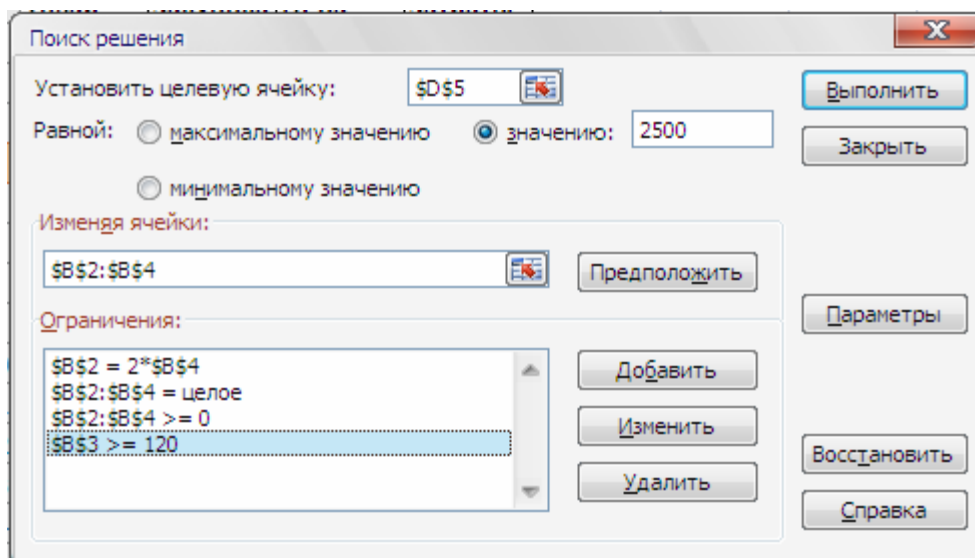 Поиск решения
Установить целевую ячейку: $D$5
Выполнить
Равной: максимальному значению значению: 2500
Закрыть
минимальному значению
Изменяя ячейки:
$B$2:$B$4
Предположить
Ограничения:
Параметры
$B$2 = 2*$B$4
$B$2:$B$4 = целое
$B$2:$B$4 >= 0
$B$3 >= 120
Добавить
Изменить
Удалить
Восстановить
Справка